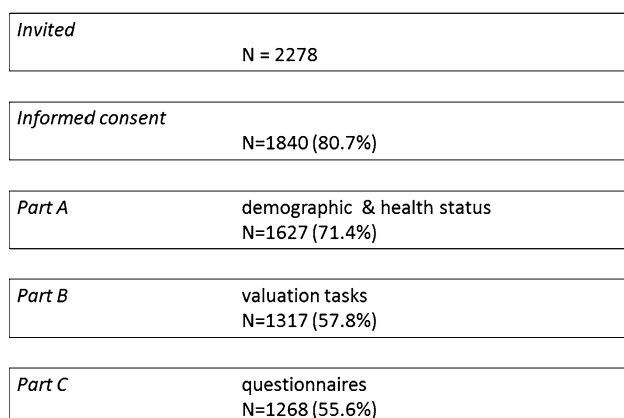 Invited
N = 2278
Informed consent
N=1840 (80.7%)
Part A demographic & health status
N=1627 (71.4%)
Part B valuation tasks
N=1317 (57.8%)
Part C questionnaires
N=1268 (55.6%)